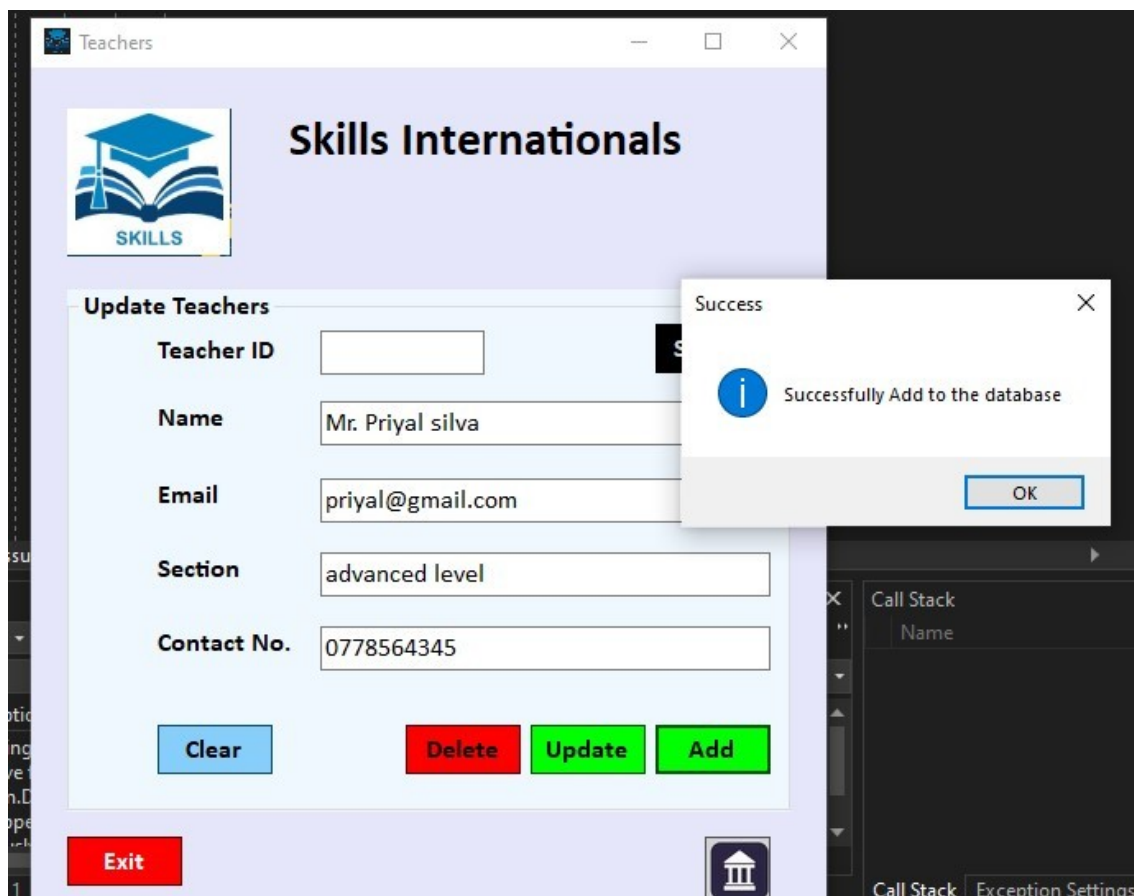 Teachers
Skills Internationals
SKILLS
Update Teachers
Teacher ID
Name
Mr. Priyal silva
Email
priyal@gmail.com
Section
advanced level
Contact No.
0778564345
Clear
Delete
Update
Add
Exit
Success
Successfully Add to the database
OK
Call Stack
Name
Call Stack
Exception Settings